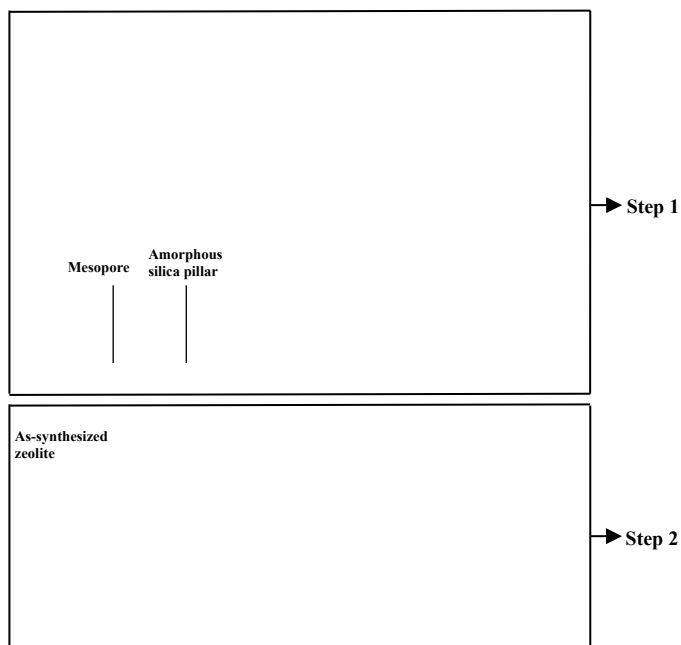 Step 1
Mesopore
Amorphous
silica pillar
As-synthesized
zeolite
Step 2